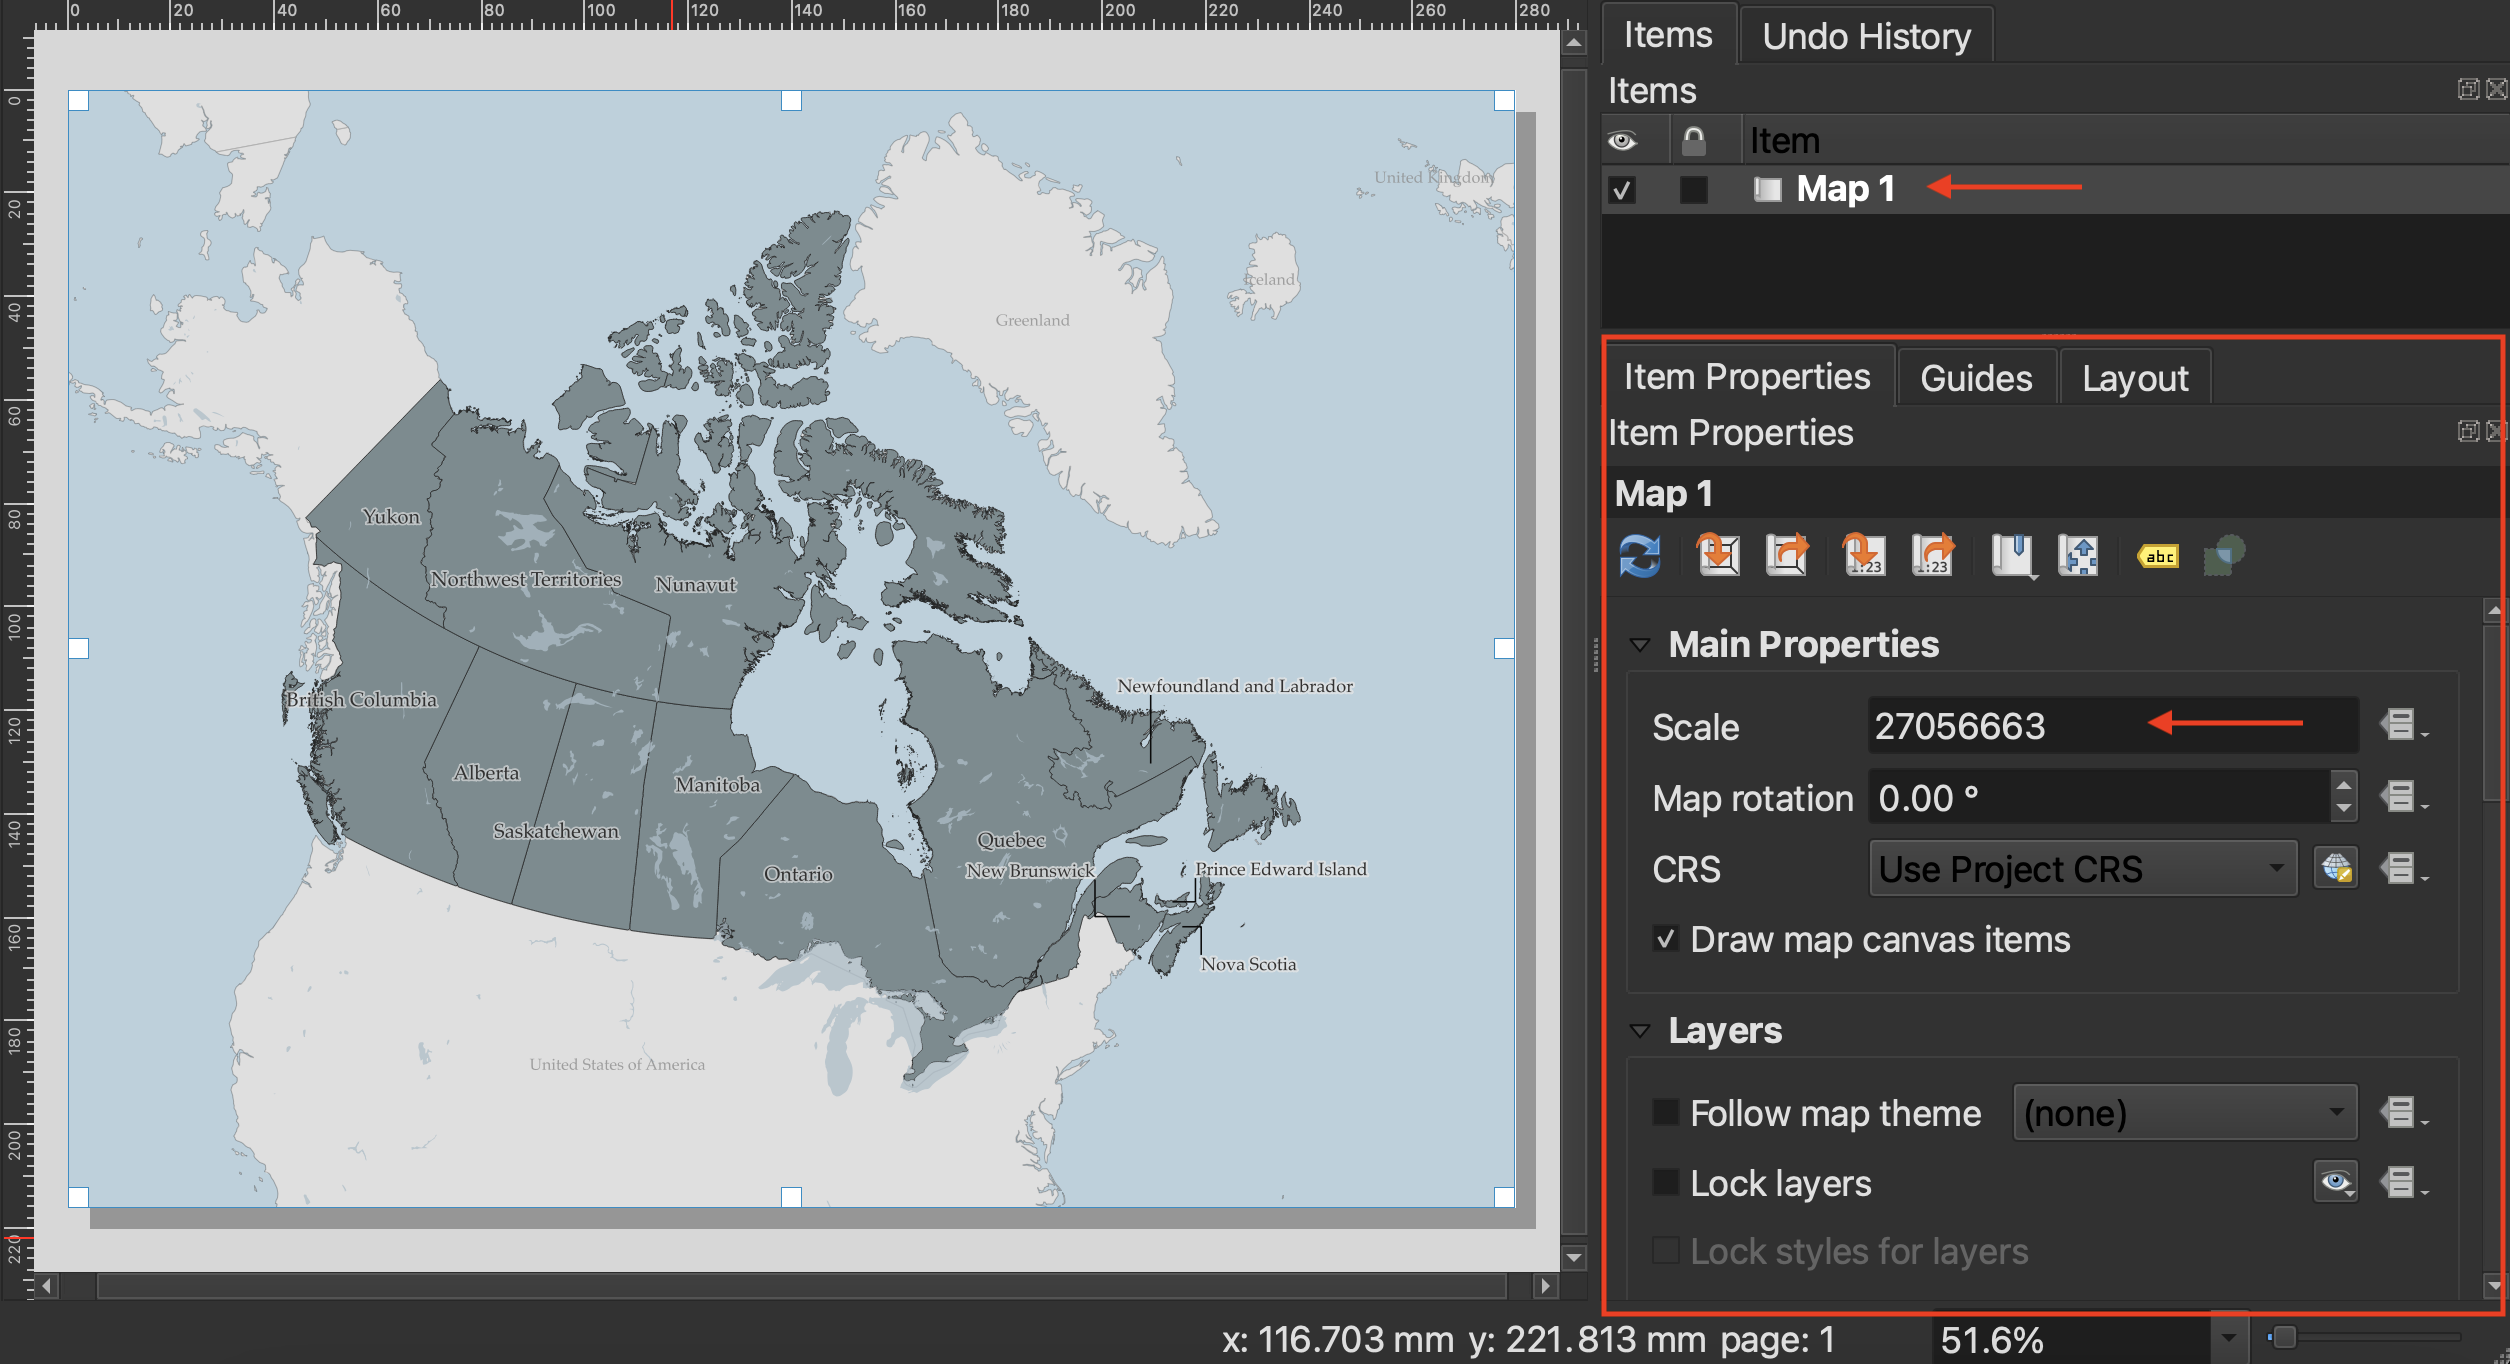 0 20 40 60 80 100 120 140 160 180 200 220 240 260 280
0
20
40
60
80
100
120
140
160
180
200
220
United Kingdom
Iceland
Greenland
Yukon
Northwest Territories
Nunavut
British Columbia
Newfoundland and Labrador
Alberta
Manitoba
Saskatchewan
Quebec
New Brunswick
Prince Edward Island
Ontario
Nova Scotia
United States of America
Items Undo History
Items
Item
Map 1
Item Properties Guides Layout
Item Properties
Map 1
1:23 1:23 abc
Main Properties
Scale 27056663
Map rotation 0.00 °
CRS Use Project CRS
Draw map canvas items
Layers
Follow map theme (none)
Lock layers
Lock styles for layers
x: 116.703 mm y: 221.813 mm page: 1 51.6%